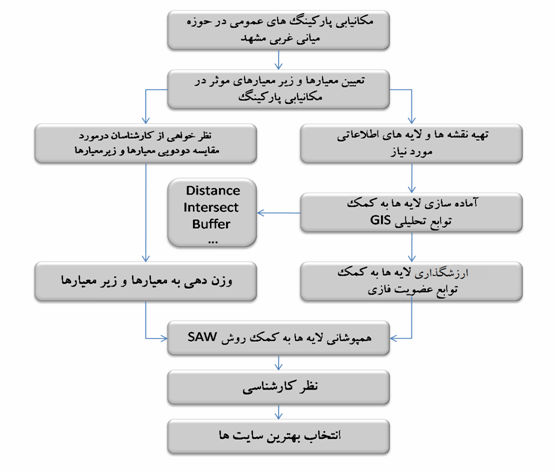 مکانیابی پارکینگ های عمومی در حوزه
میانی غربی مشهد
تعیین معیارها و زیر معیارهای موثر در
مکانیابی پارکینگ
تهیه نقشه ها و لایه های اطلاعاتی
مورد نیاز
نظر خواهی از کارشناسان درمورد
مقایسه دودویی معیارها و زیرمعیارها
آماده سازی لایه ها به کمک
توابع تحلیلی GIS
Distance
Intersect
Buffer
...
ارزشگذاری لایه ها به کمک
توابع عضویت فازی
وزن دهی به معیارها و زیر معیارها
همپوشانی لایه ها به کمک روش SAW
نظر کارشناسی
انتخاب بهترین سایت ها